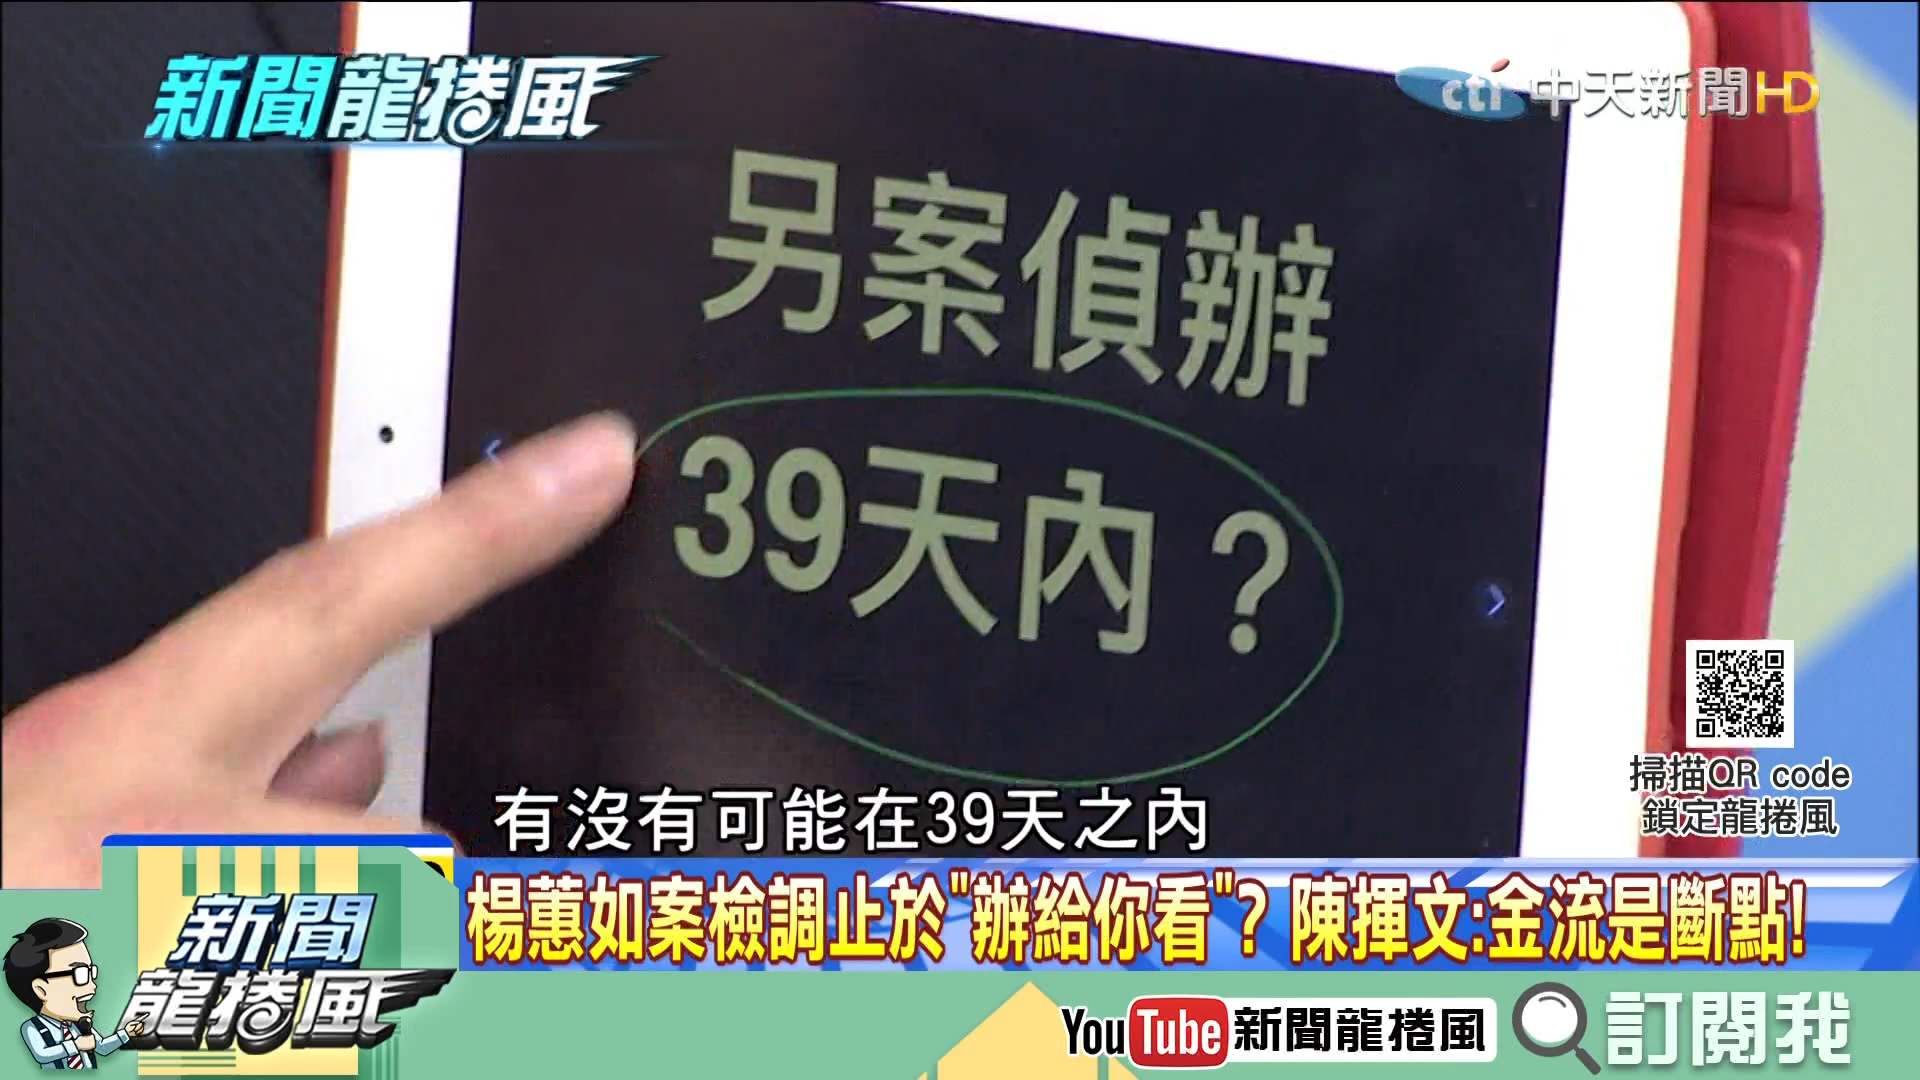 新聞龍捲風
cti 中天新聞HD
另案偵辦
39天內？
掃描QR code
鎖定龍捲風
有沒有可能在39天之內
楊蕙如案檢調止於"辦給你看"？陳揮文:金流是斷點!
新聞
龍捲風
YouTube 新聞龍捲風
訂閱我